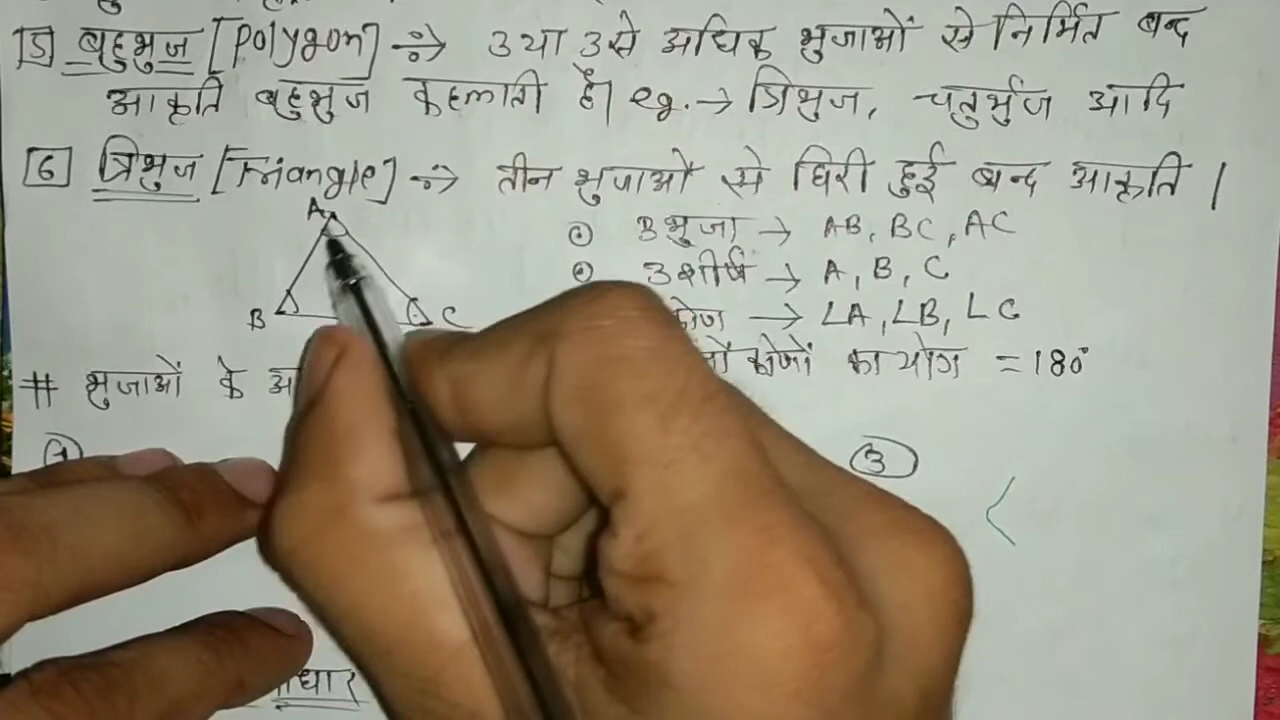 5 बहुभुज [Polygon] ÷→ 3 या 3 से अधिक भुजाओं से निर्मित बन्द
आकृति बहुभुज कहलाती है। eg. → त्रिभुज, चतुर्भुज आदि
6 त्रिभुज [Triangle] ÷→ तीन भुजाओं से घिरी हुई बन्द आकृति।
A
3 भुजा → AB, BC, AC
3 शीर्ष → A, B, C
B C
कोण → ∠A, ∠B, ∠C
कोणों का योग = 180°
# भुजाओं के
1 3